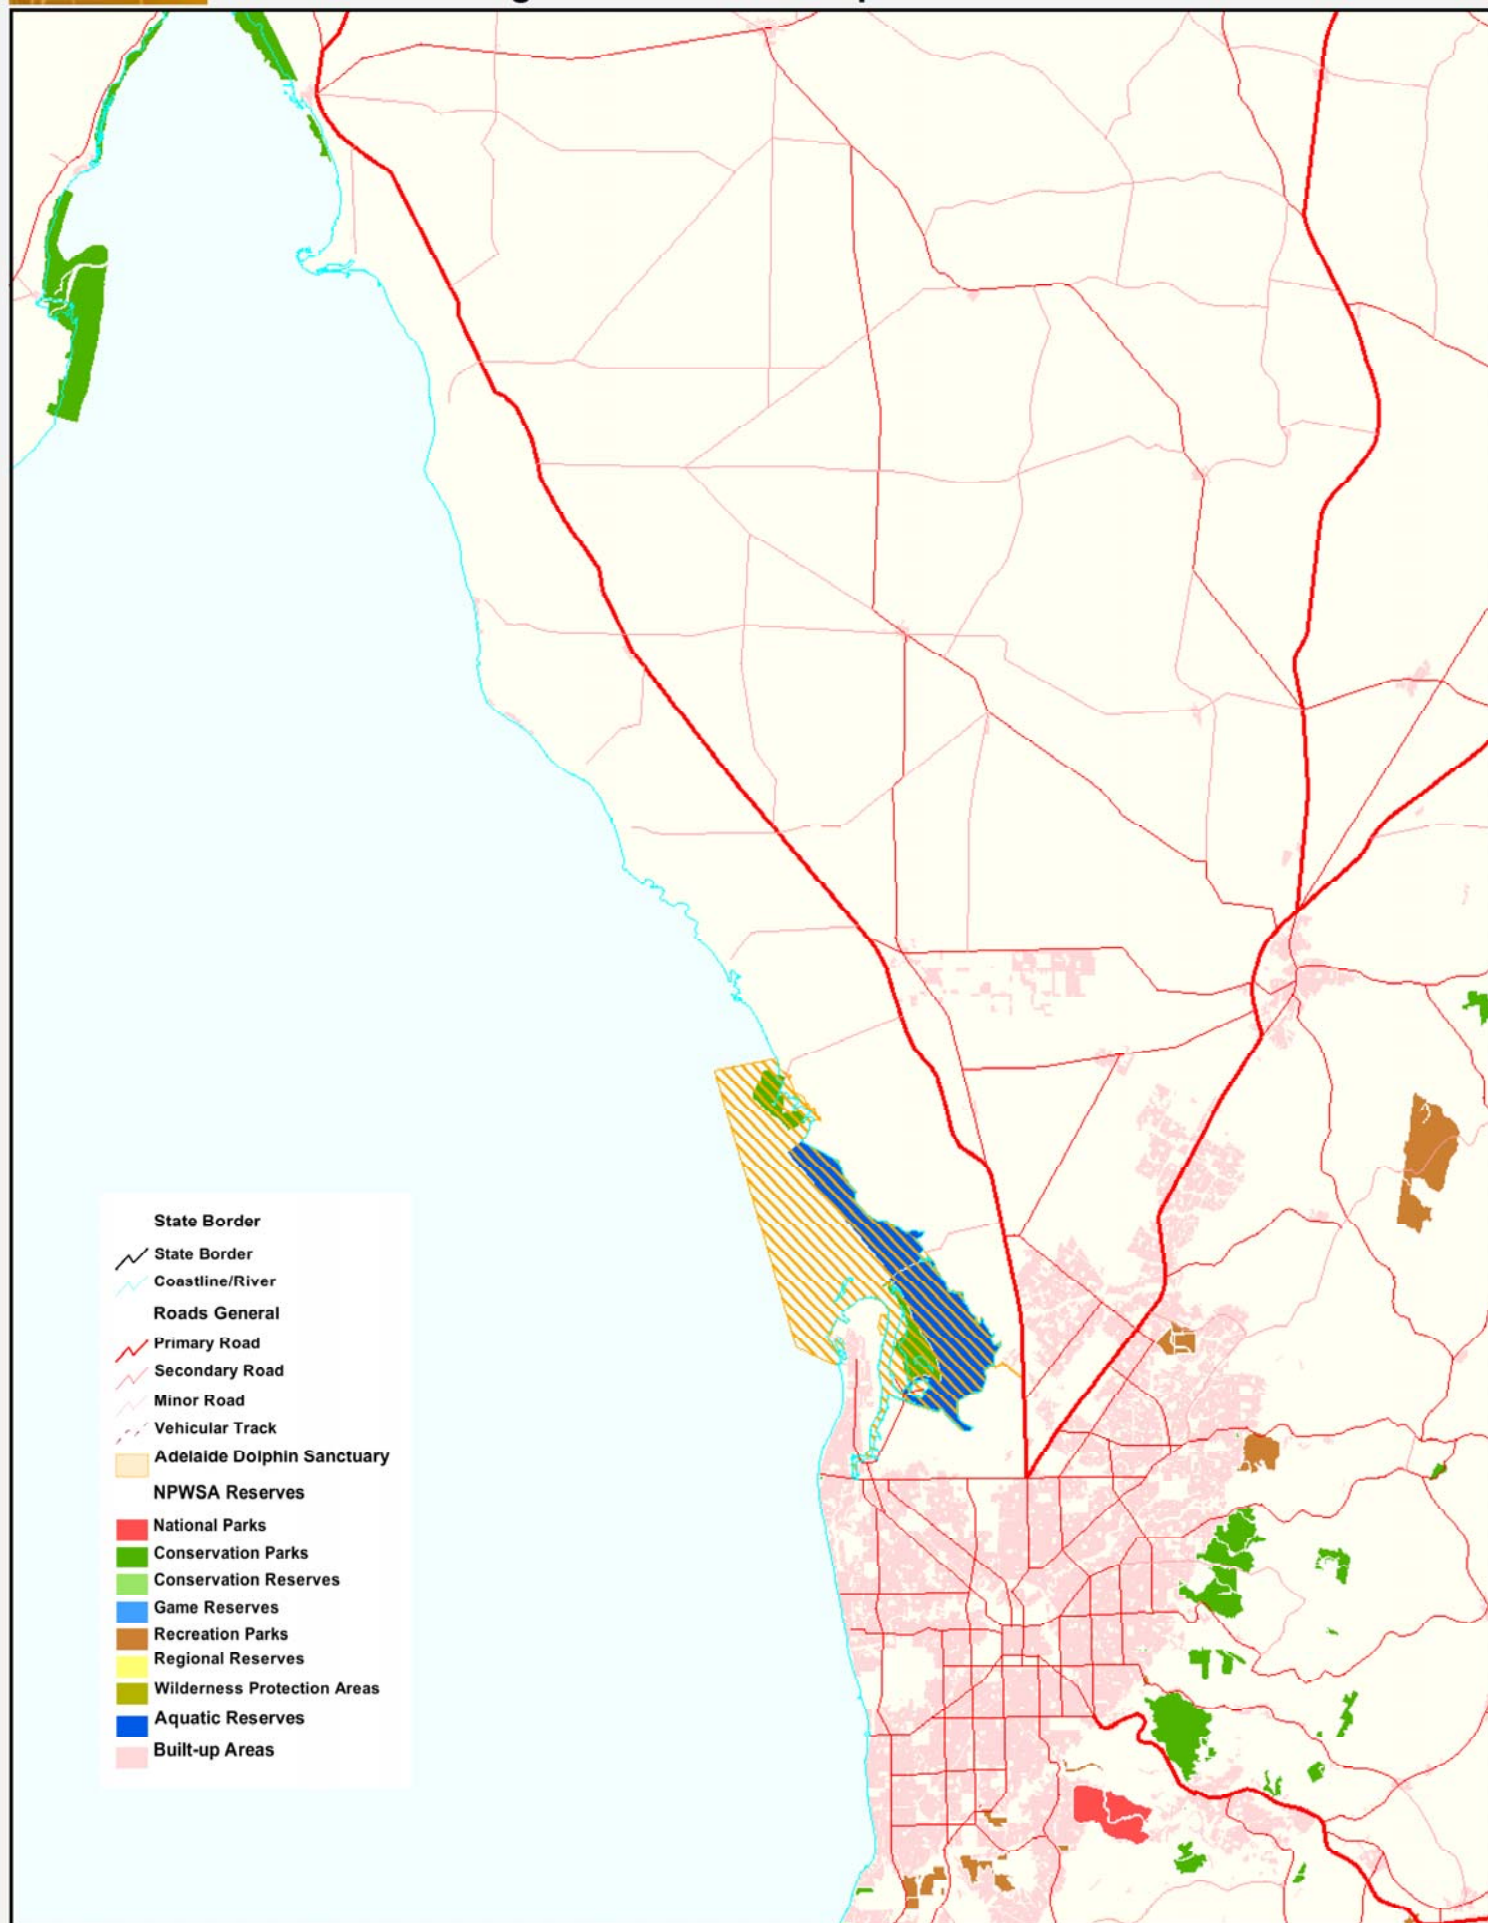 State Border
State Border
Coastline/River
Roads General
Primary Road
Secondary Road
Minor Road
Vehicular Track
Adelaide Dolphin Sanctuary
NPWSA Reserves
National Parks
Conservation Parks
Conservation Reserves
Game Reserves
Recreation Parks
Regional Reserves
Wilderness Protection Areas
Aquatic Reserves
Built-up Areas